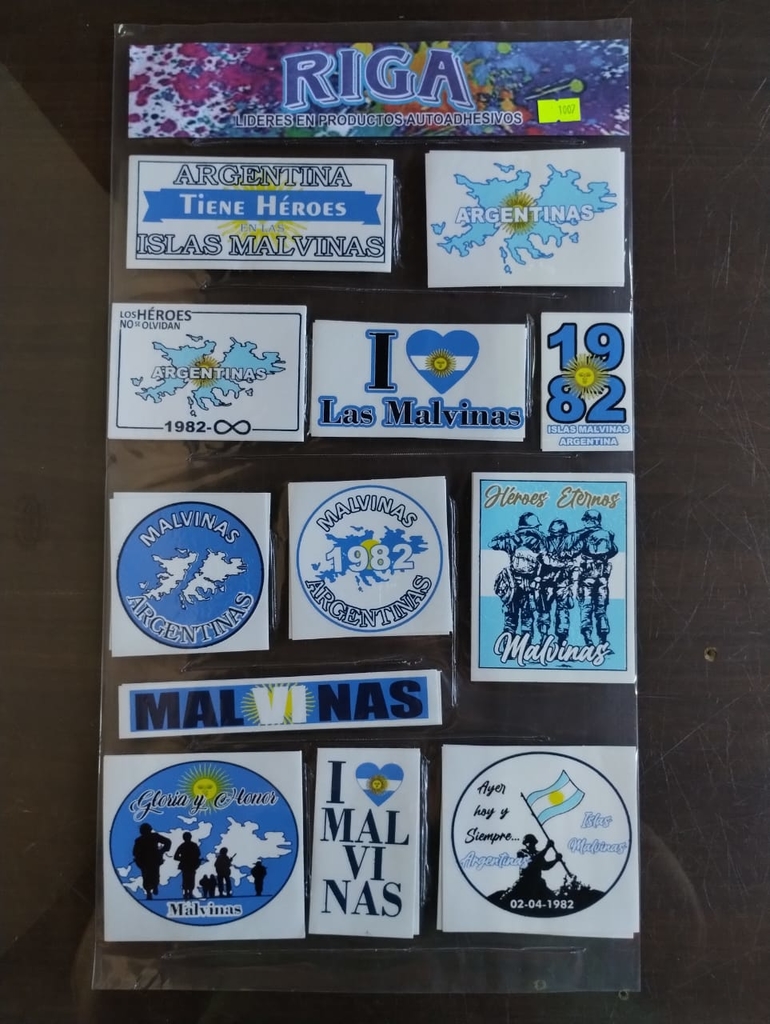 RIGA
LIDERES EN PRODUCTOS AUTOADHESIVOS
1007
ARGENTINA
TIENE HÉROES
EN LAS
ISLAS MALVINAS
ARGENTINAS
LOS HÉROES
NO SE OLVIDAN
ARGENTINAS
1982-∞
I
Las Malvinas
19
82
ISLAS MALVINAS
ARGENTINA
MALVINAS
ARGENTINAS
MALVINAS
1982
ARGENTINAS
Héroes Eternos
Malvinas
MALVINAS
Gloria y Honor
Malvinas
I
MAL
VI
NAS
Ayer
hoy y
Siempre...
Argentinas
Islas
Malvinas
02-04-1982